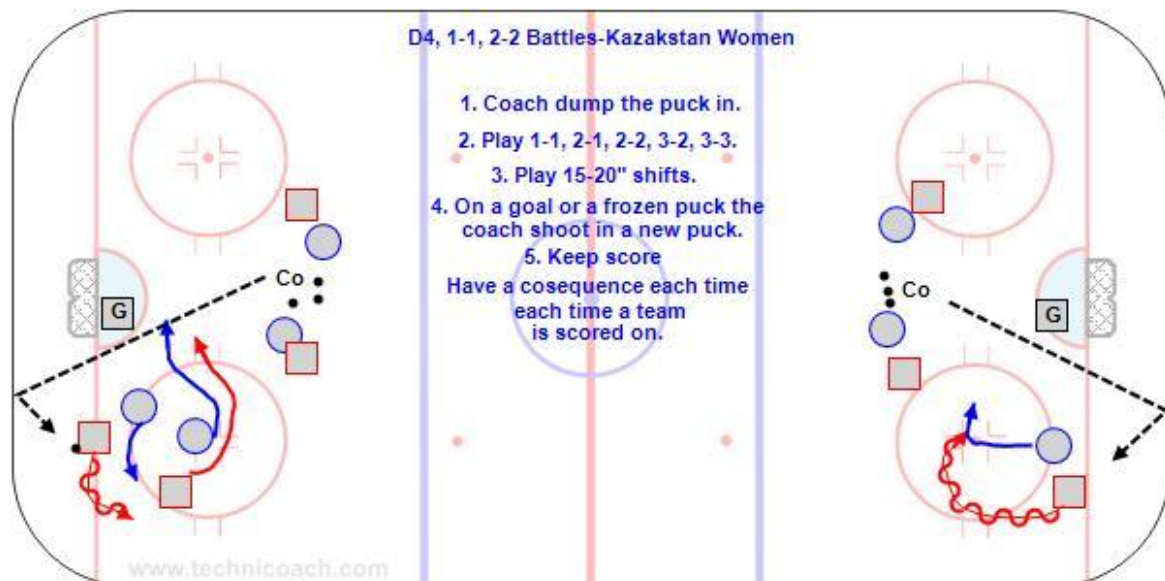 D4, 1-1, 2-2 Battles-Kazakstan Women
1. Coach dump the puck in.
2. Play 1-1, 2-1, 2-2, 3-2, 3-3.
3. Play 15-20" shifts.
4. On a goal or a frozen puck the
coach shoot in a new puck.
5. Keep score
Have a cosequence each time
each time a team
is scored on.
Co
Co
G
G
www.technicoach.com